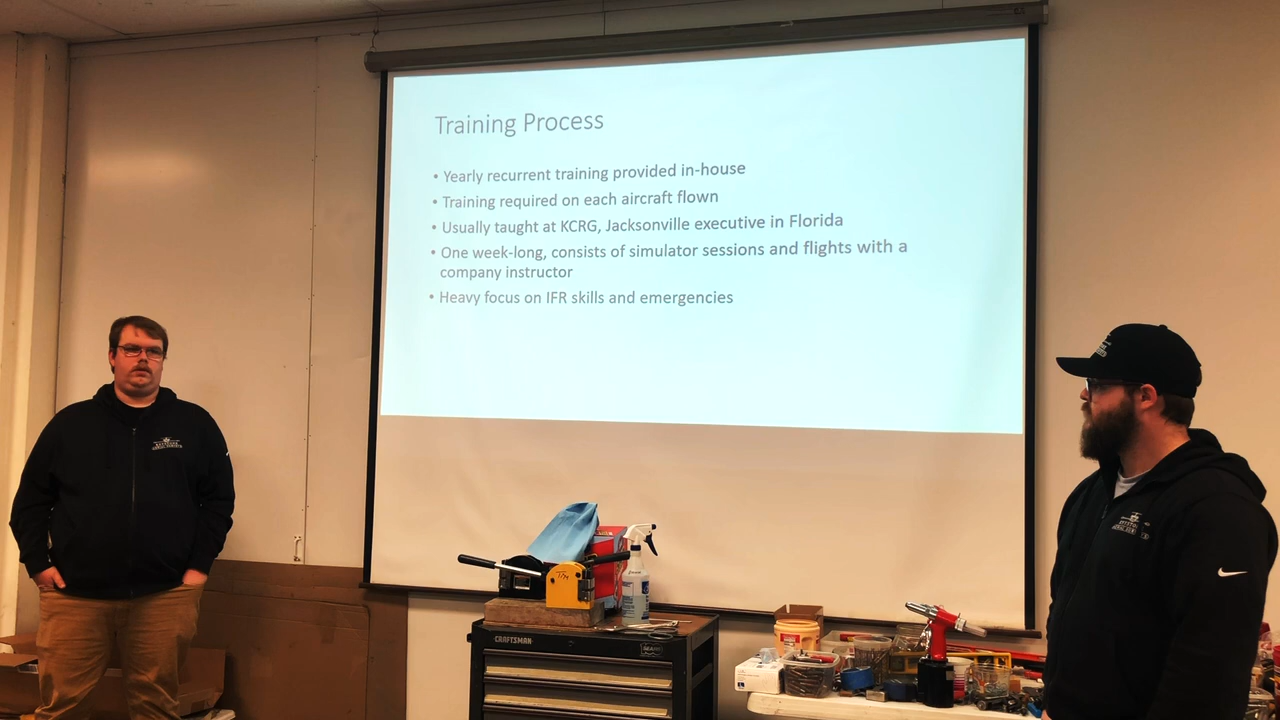 Training Process
• Yearly recurrent training provided in-house
• Training required on each aircraft flown
• Usually taught at KCRG, Jacksonville executive in Florida
• One week-long, consists of simulator sessions and flights with a
company instructor
• Heavy focus on IFR skills and emergencies
CRAFTSMAN
SEARS